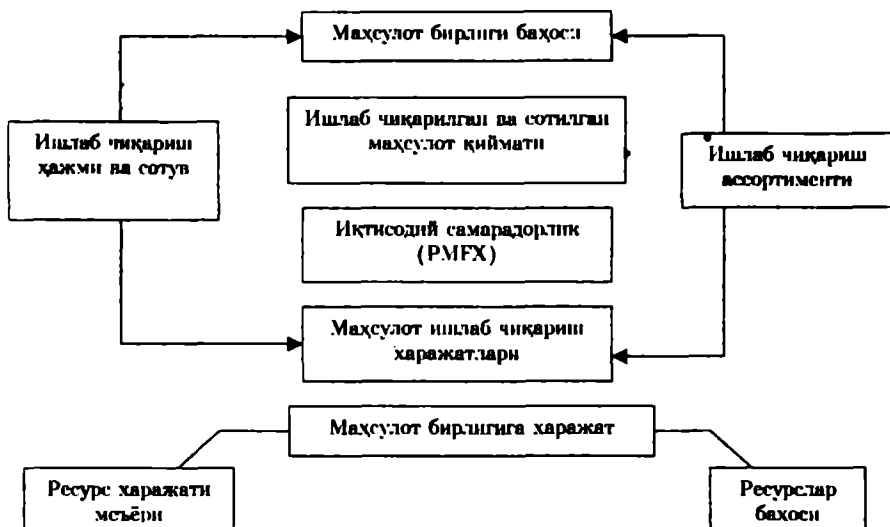 Маҳсулот бирлиги баҳоси
Ишлаб чиқарилган ва сотилган
маҳсулот қиймати
Ишлаб чиқариш
ҳажми ва сотув
Ишлаб чиқариш
ассортименти
Иқтисодий самарадорлик
(РМFХ)
Маҳсулот ишлаб чиқариш
харажатлари
Маҳсулот бирлигига харажат
Ресурс харажати
меъёри
Ресурслар
баҳоси